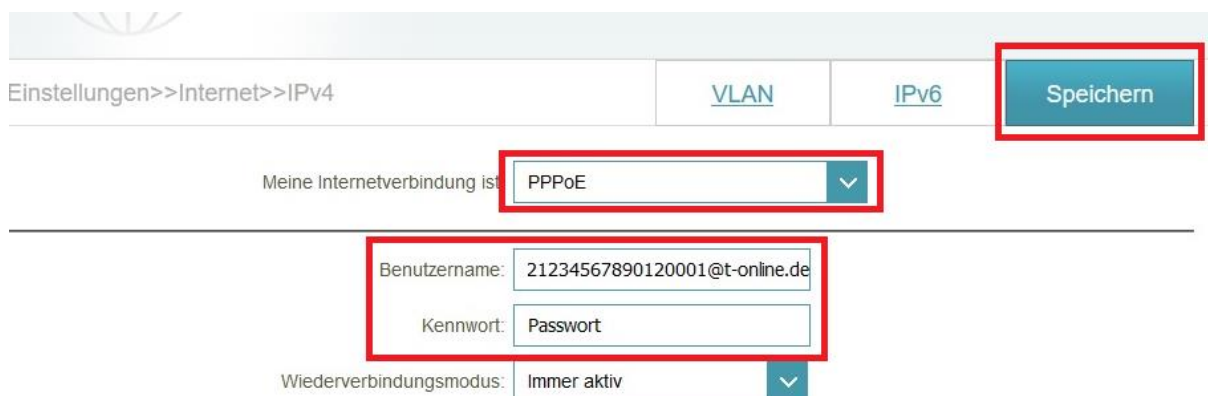 Einstellungen>>Internet>>IPv4 VLAN IPv6 Speichern
Meine Internetverbindung ist PPPoE
Benutzername: 21234567890120001@t-online.de
Kennwort: Passwort
Wiederverbindungsmodus: Immer aktiv